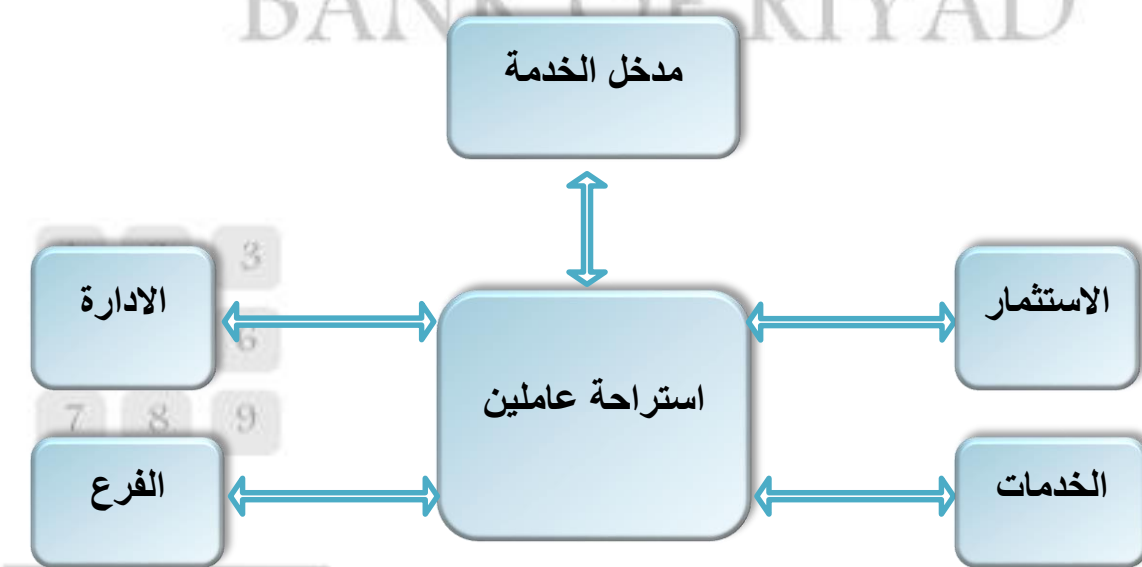 BANK OF RIYAD
مدخل الخدمة
3
الادارة
الاستثمار
6
استراحة عاملين
7 8 9
الفرع
الخدمات